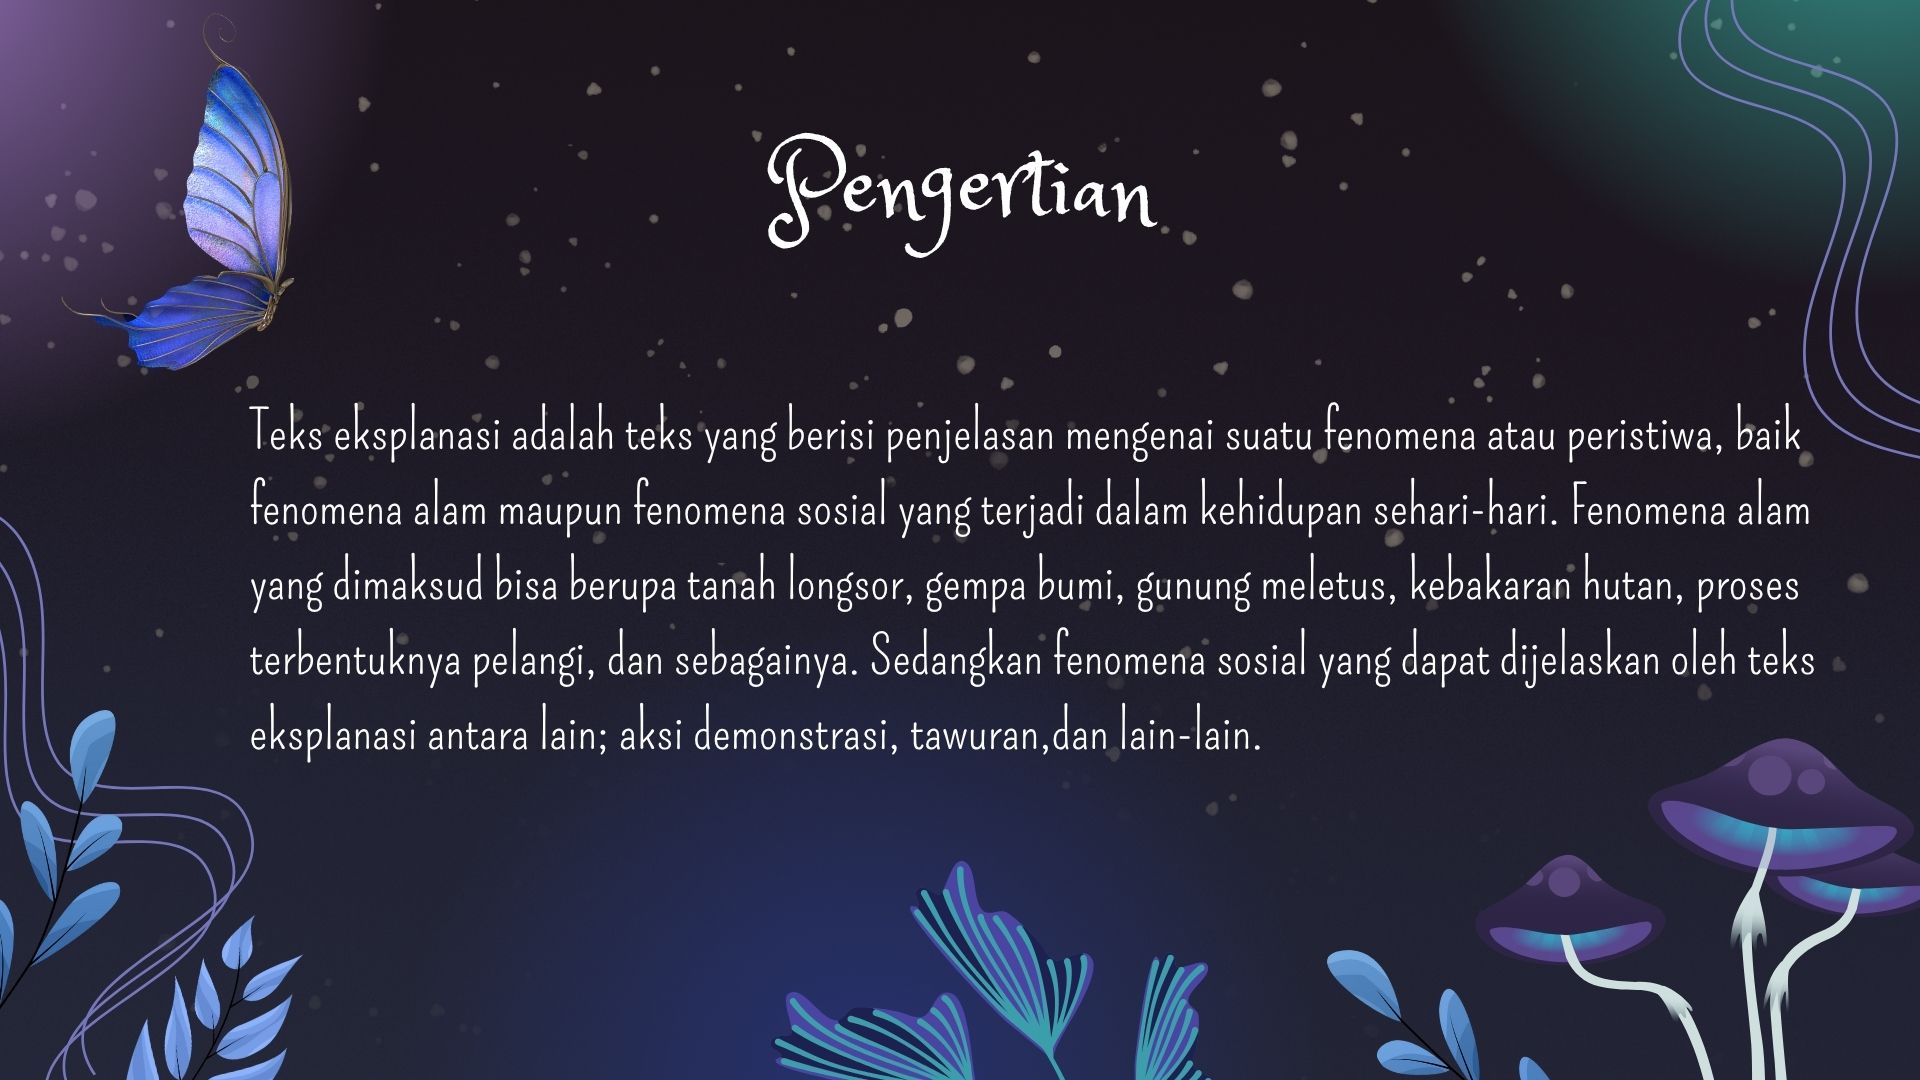 Pengertian
Teks eksplanasi adalah teks yang berisi penjelasan mengenai suatu fenomena atau peristiwa, baik
fenomena alam maupun fenomena sosial yang terjadi dalam kehidupan sehari-hari. Fenomena alam
yang dimaksud bisa berupa tanah longsor, gempa bumi, gunung meletus, kebakaran hutan, proses
terbentuknya pelangi, dan sebagainya. Sedangkan fenomena sosial yang dapat dijelaskan oleh teks
eksplanasi antara lain; aksi demonstrasi, tawuran,dan lain-lain.